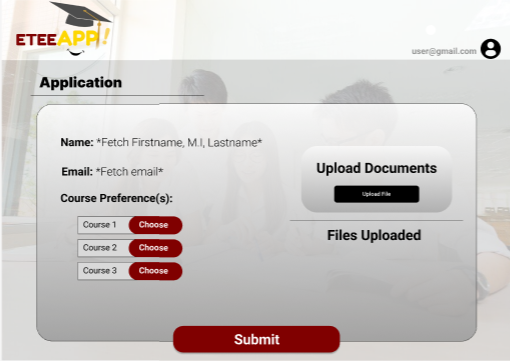 ETEEAPP!
user@gmail.com
Application
Name: *Fetch Firstname, M.I, Lastname*
Email: *Fetch email*
Course Preference(s):
Course 1 Choose
Course 2 Choose
Course 3 Choose
Upload Documents
Upload File
Files Uploaded
Submit